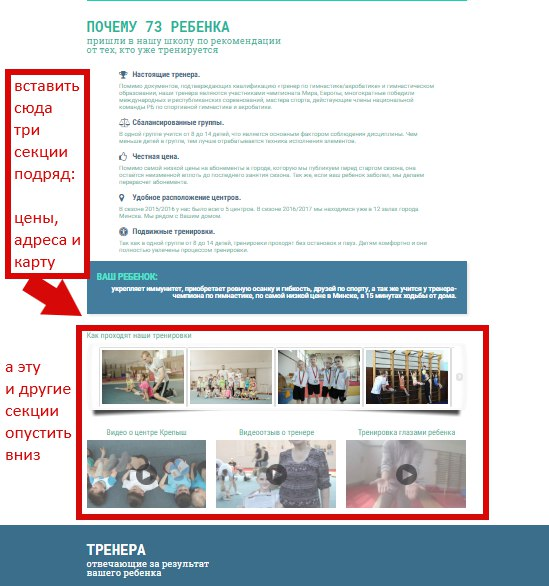 ПОЧЕМУ 73 РЕБЕНКА
пришли в нашу школу по рекомендации
от тех, кто уже тренируется
вставить
сюда
три
секции
подряд:
цены,
адреса и
карту
Настоящие тренера.
Помимо документов, подтверждающих квалификацию «тренер по гимнастике/акробатике» и отличного образования,
наши тренера являются участниками чемпионата Мира, Европы, многократные победители
международных и республиканских соревнований, мастера спорта, действующие члены национальной
команды РБ по спортивной гимнастике и акробатике.
Сбалансированные группы.
В одной группе учится от 8 до 14 детей, что является основным фактором соблюдения дисциплины. Чем
меньше детей в группе, тем лучше отрабатывается техника исполнения элементов.
Честная цена.
Помимо самой низкой цены на абонементы в городе, которую мы публикуем перед стартом сезона, она
остается неизменной вплоть до последнего занятия сезона. Так же, если ваш ребенок заболел, мы делаем
перерасчет абонемента.
Удобное расположение центров.
В сезоне 2015/2016 у нас было всего 5 центров. В сезоне 2016/2017 мы находимся уже в 12 залах города
Минска. Мы рядом с Вашим домом.
Подвижные тренировки.
Так как в одной группе от 8 до 14 детей, тренировки проходят без остановок и пауз. Детям комфортно и они
полностью увлечены процессом тренировки.
ВАШ РЕБЕНОК:
укрепляет иммунитет, приобретает ровную осанку и гибкость, друзей по спорту, а так же учится у тренера-
чемпиона по гимнастике, по самой низкой цене в Минске, в 15 минутах ходьбы от дома.
а эту
и другие
секции
опустить
вниз
Как проходят наши тренировки
Видео о центре Крепыш
Видеоотзыв о тренере
Тренировка глазами ребенка
ТРЕНЕРА
отвечающие за результат
вашего ребенка